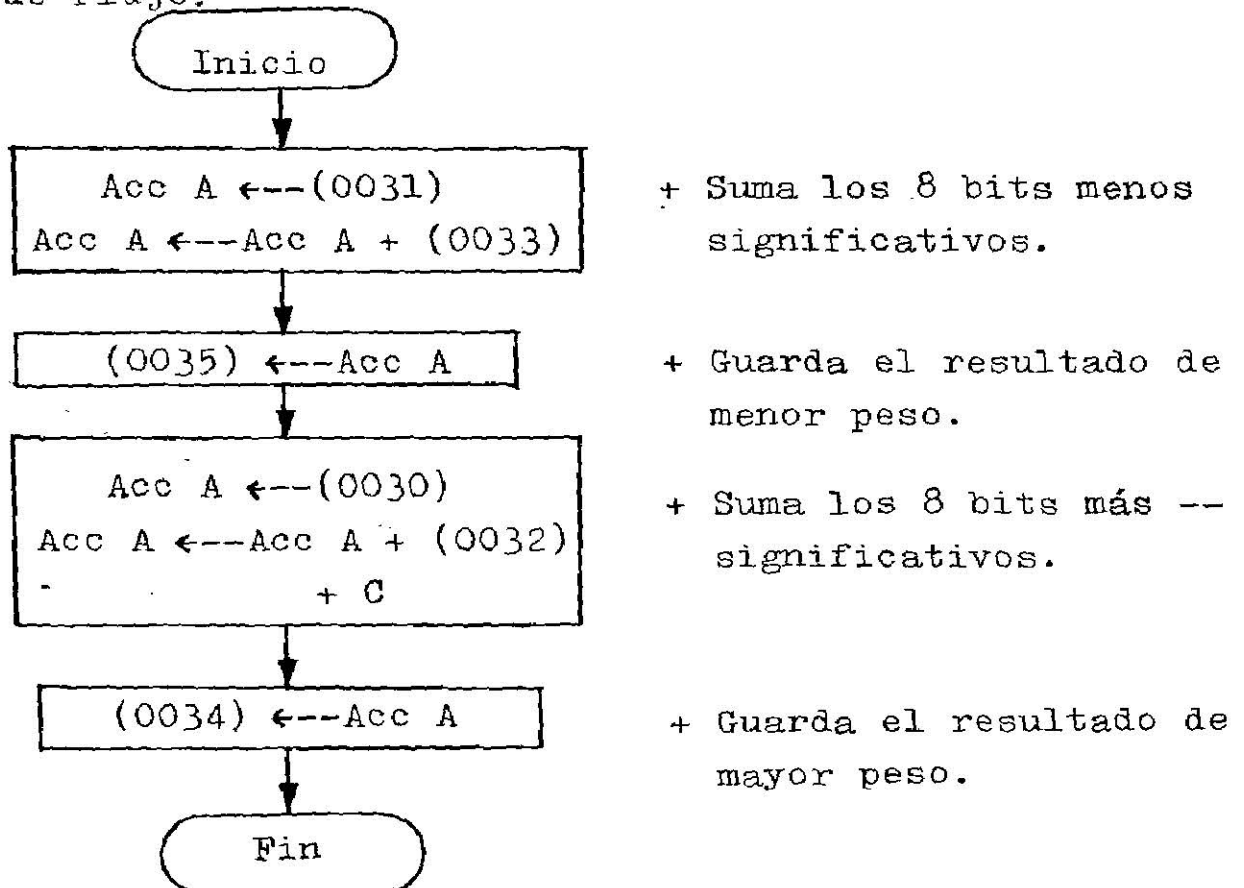 Flujo.
Inicio
Acc A ←--(0031)
Acc A ←--Acc A + (0033)
+ Suma los 8 bits menos
significativos.
(0035) ←--Acc A
+ Guarda el resultado de
menor peso.
Acc A ←--(0030)
Acc A ←--Acc A + (0032)
+ C
+ Suma los 8 bits más --
significativos.
(0034) ←--Acc A
+ Guarda el resultado de
mayor peso.
Fin